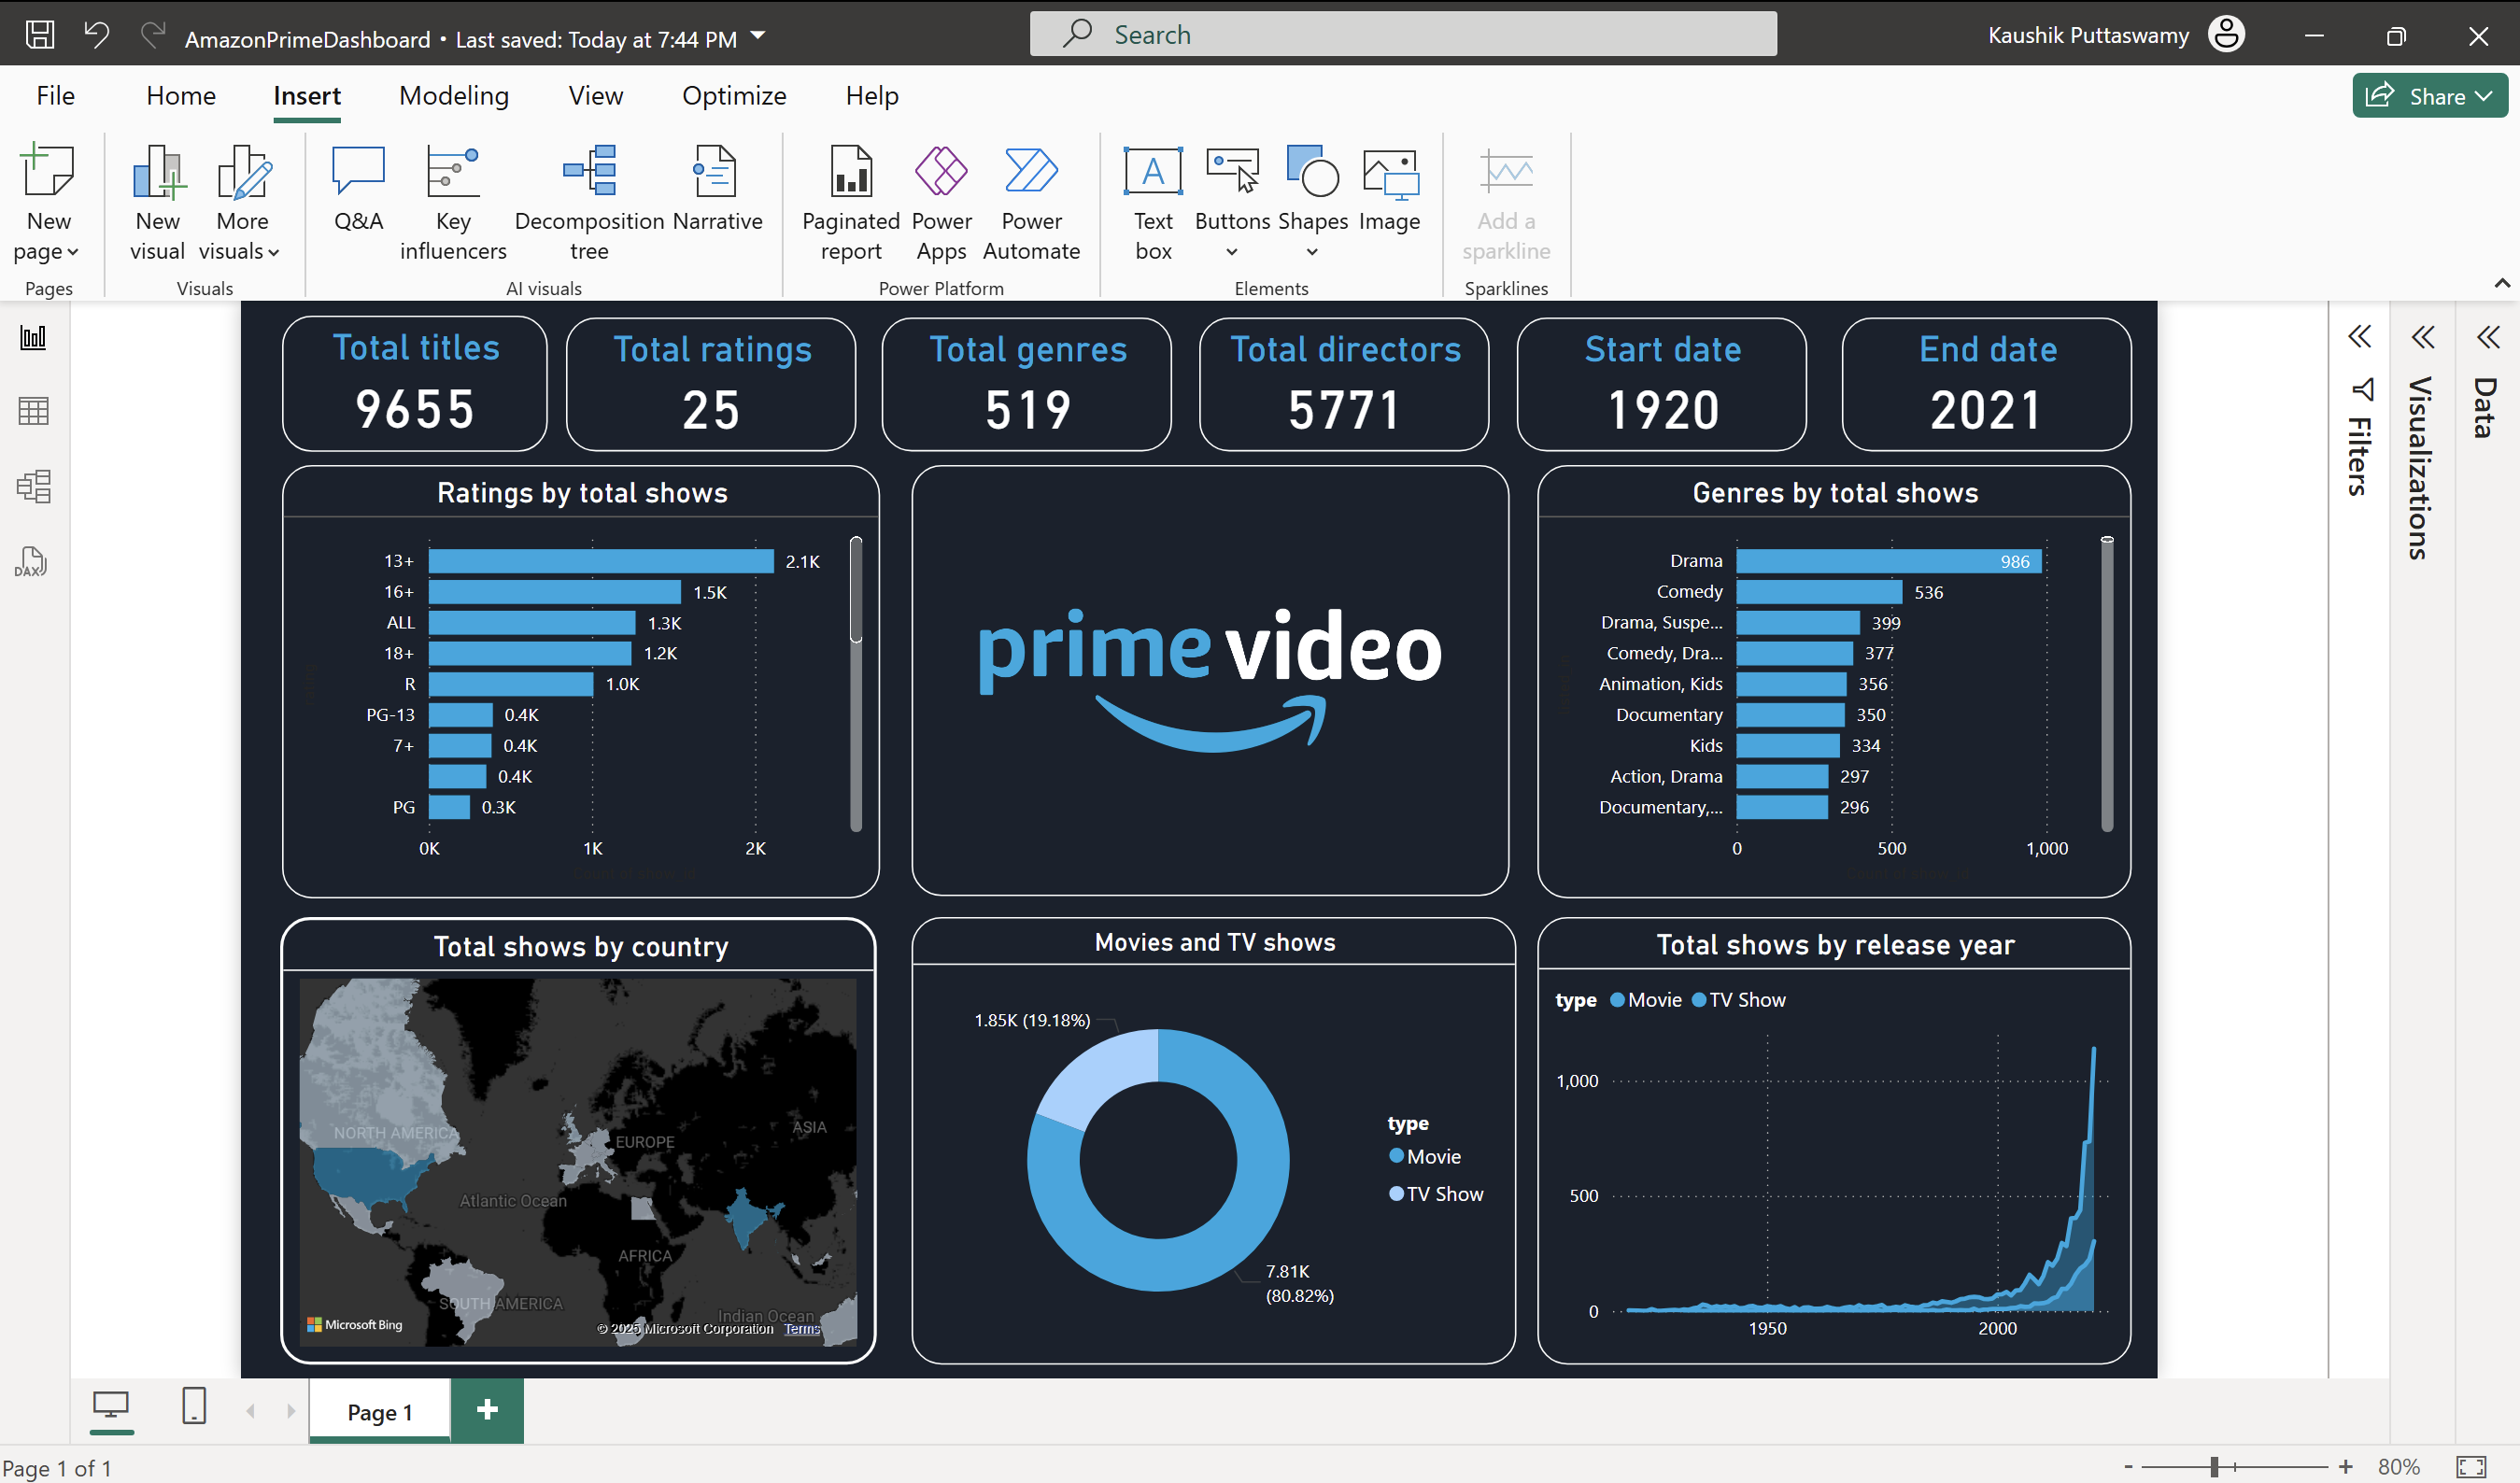 AmazonPrimeDashboard • Last saved: Today at 7:44 PM
Search
Kaushik Puttaswamy
File Home Insert Modeling View Optimize Help
Share
New page
New visual
More visuals
Q&A
Key influencers
Decomposition tree
Narrative
Paginated report
Power Apps
Power Automate
Text box
Buttons
Shapes
Image
Add a sparkline
Pages
Visuals
AI visuals
Power Platform
Elements
Sparklines
DAX
Filters
Visualizations
Data
Total titles
9655
Total ratings
25
Total genres
519
Total directors
5771
Start date
1920
End date
2021
Ratings by total shows
13+ 2.1K
16+ 1.5K
ALL 1.3K
18+ 1.2K
R 1.0K
PG-13 0.4K
7+ 0.4K
0.4K
PG 0.3K
0K 1K 2K
Count of show_id
prime video
Genres by total shows
Drama 986
Comedy 536
Drama, Suspe... 399
Comedy, Dra... 377
Animation, Kids 356
Documentary 350
Kids 334
Action, Drama 297
Documentary,... 296
0 500 1,000
Count of show_id
Total shows by country
NORTH AMERICA
EUROPE
ASIA
Atlantic Ocean
AFRICA
SOUTH AMERICA
Indian Ocean
Microsoft Bing
© 2025 Microsoft Corporation Terms
Movies and TV shows
1.85K (19.18%)
7.81K
(80.82%)
type
Movie
TV Show
Total shows by release year
type Movie TV Show
1,000
500
0
1950 2000
Page 1
+
Page 1 of 1
- + 80%